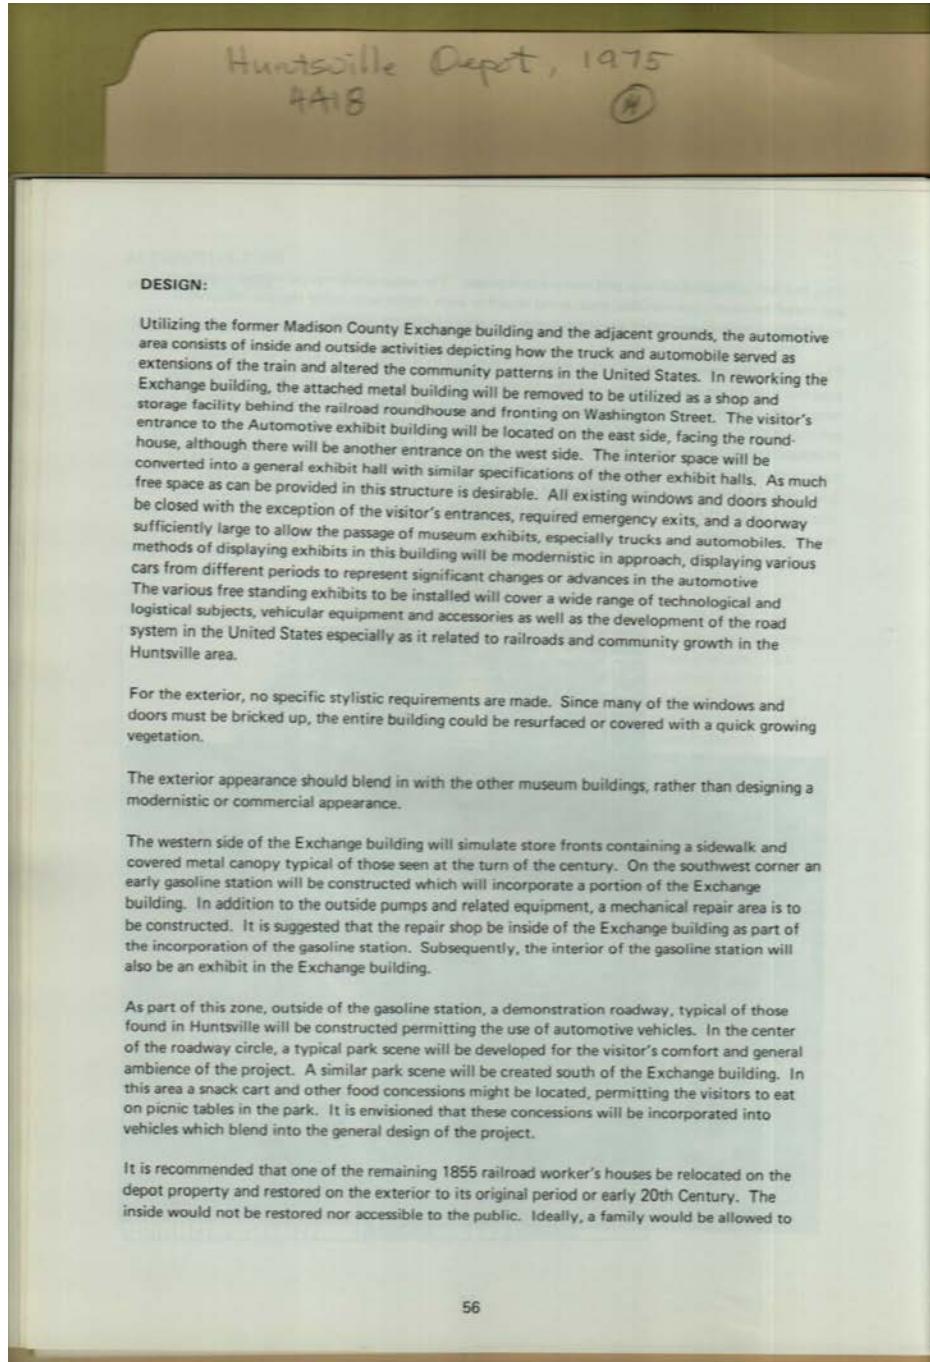 Huntsville Depot, 1975
4418
DESIGN:
Utilizing the former Madison County Exchange building and the adjacent grounds, the automotive
area consists of inside and outside activities depicting how the truck and automobile served as
extensions of the train and altered the community patterns in the United States. In reworking the
Exchange building, the attached metal building will be removed to be utilized as a shop and
storage facility behind the railroad roundhouse and fronting on Washington Street. The visitor's
entrance to the Automotive exhibit building will be located on the east side, facing the round-
house, although there will be another entrance on the west side. The interior space will be
converted into a general exhibit hall with similar specifications of the other exhibit halls. As much
free space as can be provided in this structure is desirable. All existing windows and doors should
be closed with the exception of the visitor's entrances, required emergency exits, and a doorway
sufficiently large to allow the passage of museum exhibits, especially trucks and automobiles. The
methods of displaying exhibits in this building will be modernistic in approach, displaying various
cars from different periods to represent significant changes or advances in the automotive
The various free standing exhibits to be installed will cover a wide range of technological and
logistical subjects, vehicular equipment and accessories as well as the development of the road
system in the United States especially as it related to railroads and community growth in the
Huntsville area.
For the exterior, no specific stylistic requirements are made. Since many of the windows and
doors must be bricked up, the entire building could be resurfaced or covered with a quick growing
vegetation.
The exterior appearance should blend in with the other museum buildings, rather than designing a
modernistic or commercial appearance.
The western side of the Exchange building will simulate store fronts containing a sidewalk and
covered metal canopy typical of those seen at the turn of the century. On the southwest corner an
early gasoline station will be constructed which will incorporate a portion of the Exchange
building. In addition to the outside pumps and related equipment, a mechanical repair area is to
be constructed. It is suggested that the repair shop be inside of the Exchange building as part of
the incorporation of the gasoline station. Subsequently, the interior of the gasoline station will
also be an exhibit in the Exchange building.
As part of this zone, outside of the gasoline station, a demonstration roadway, typical of those
found in Huntsville will be constructed permitting the use of automotive vehicles. In the center
of the roadway circle, a typical park scene will be developed for the visitor's comfort and general
ambience of the project. A similar park scene will be created south of the Exchange building. In
this area a snack cart and other food concessions might be located, permitting the visitors to eat
on picnic tables in the park. It is envisioned that these concessions will be incorporated into
vehicles which blend into the general design of the project.
It is recommended that one of the remaining 1855 railroad worker's houses be relocated on the
depot property and restored on the exterior to its original period or early 20th Century. The
inside would not be restored nor accessible to the public. Ideally, a family would be allowed to
56